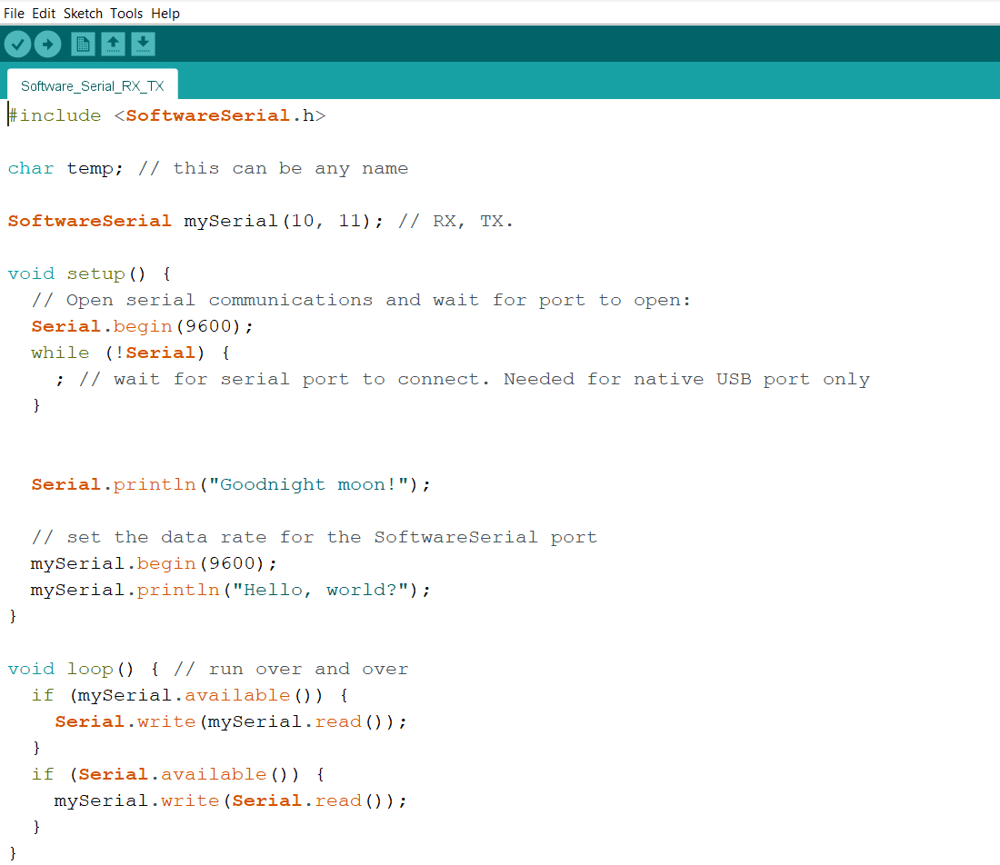 File Edit Sketch Tools Help
Software_Serial_RX_TX
#include <SoftwareSerial.h>
char temp; // this can be any name
SoftwareSerial mySerial(10, 11); // RX, TX.
void setup() {
  // Open serial communications and wait for port to open:
  Serial.begin(9600);
  while (!Serial) {
    ; // wait for serial port to connect. Needed for native USB port only
  }
  Serial.println("Goodnight moon!");
  // set the data rate for the SoftwareSerial port
  mySerial.begin(9600);
  mySerial.println("Hello, world?");
}
void loop() { // run over and over
  if (mySerial.available()) {
    Serial.write(mySerial.read());
  }
  if (Serial.available()) {
    mySerial.write(Serial.read());
  }
}